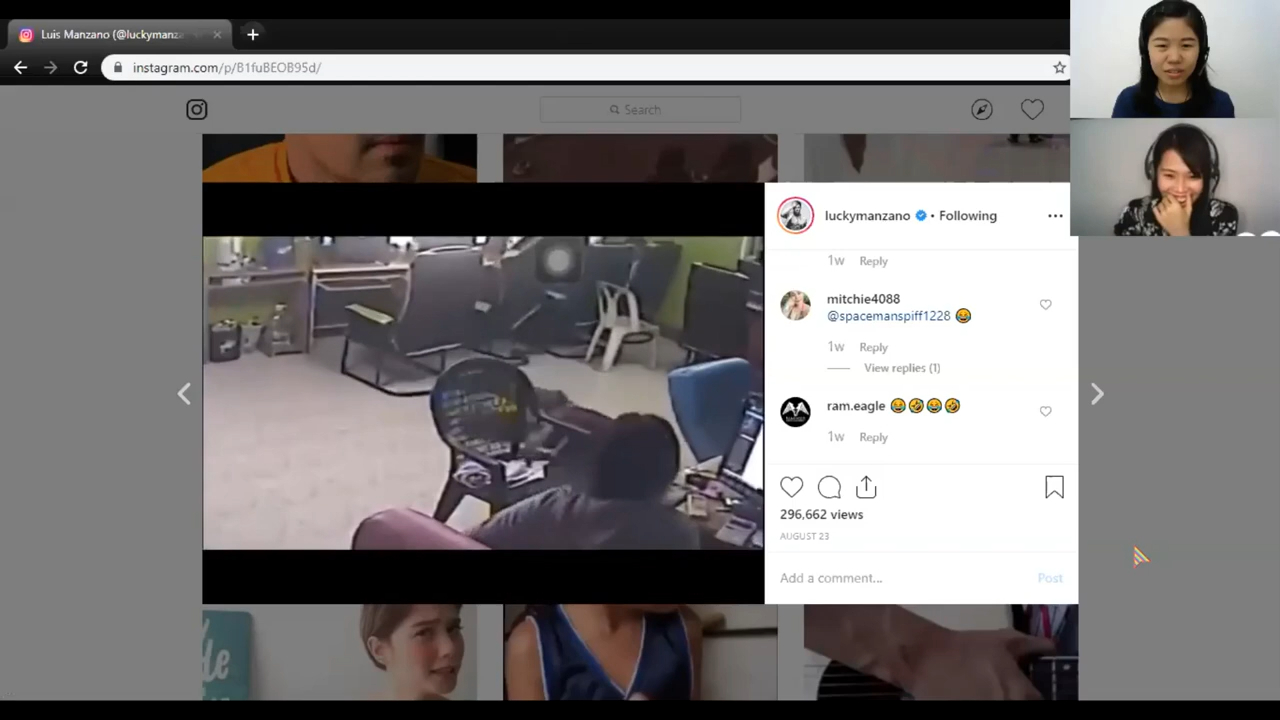 Luis Manzano (@luckymanza
instagram.com/p/B1fuBEOB95d/
Search
luckymanzano • Following
1w Reply
mitchie4088
@spacemanspiff1228 😂
1w Reply
View replies (1)
ram.eagle 😂🤣😂🤣
1w Reply
296,662 views
AUGUST 23
Add a comment... Post
de